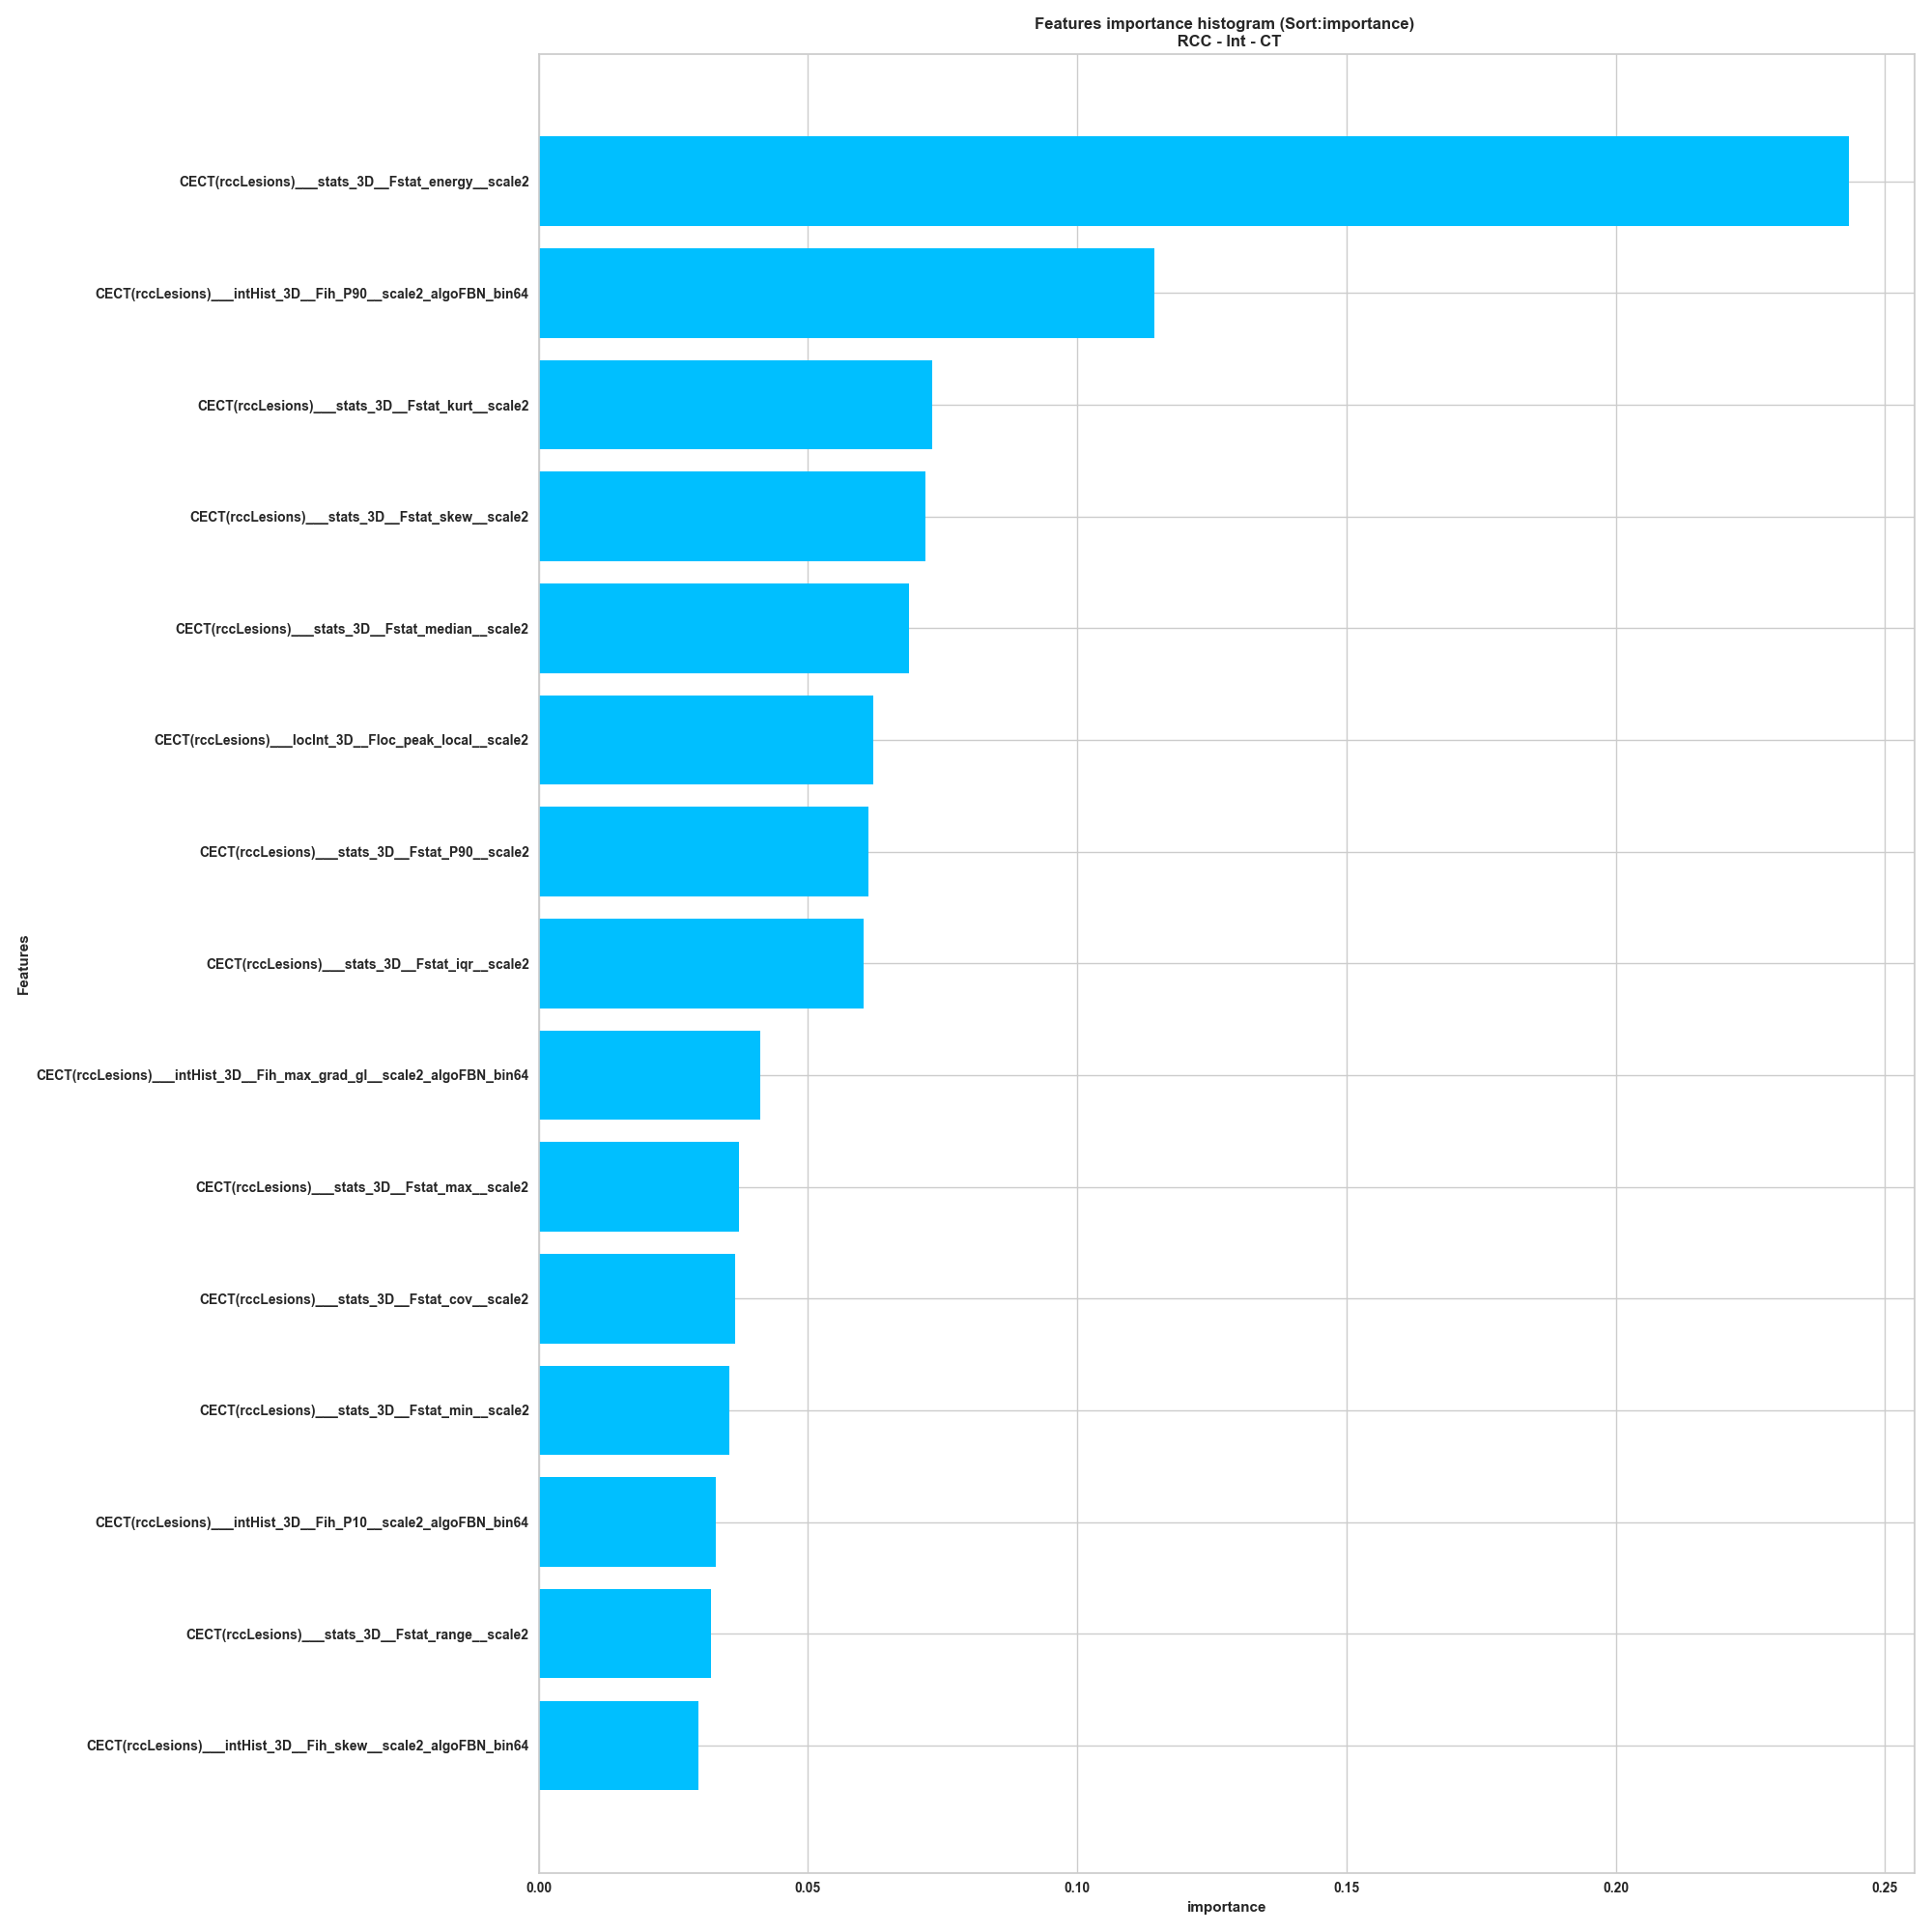 Features importance histogram (Sort:importance)
RCC - Int - CT
CECT(rccLesions)___stats_3D__Fstat_energy__scale2
CECT(rccLesions)___intHist_3D__Fih_P90__scale2_algoFBN_bin64
CECT(rccLesions)___stats_3D__Fstat_kurt__scale2
CECT(rccLesions)___stats_3D__Fstat_skew__scale2
CECT(rccLesions)___stats_3D__Fstat_median__scale2
CECT(rccLesions)___locInt_3D__Floc_peak_local__scale2
CECT(rccLesions)___stats_3D__Fstat_P90__scale2
CECT(rccLesions)___stats_3D__Fstat_iqr__scale2
Features
CECT(rccLesions)___intHist_3D__Fih_max_grad_gl__scale2_algoFBN_bin64
CECT(rccLesions)___stats_3D__Fstat_max__scale2
CECT(rccLesions)___stats_3D__Fstat_cov__scale2
CECT(rccLesions)___stats_3D__Fstat_min__scale2
CECT(rccLesions)___intHist_3D__Fih_P10__scale2_algoFBN_bin64
CECT(rccLesions)___stats_3D__Fstat_range__scale2
CECT(rccLesions)___intHist_3D__Fih_skew__scale2_algoFBN_bin64
0.00 0.05 0.10 0.15 0.20 0.25
importance